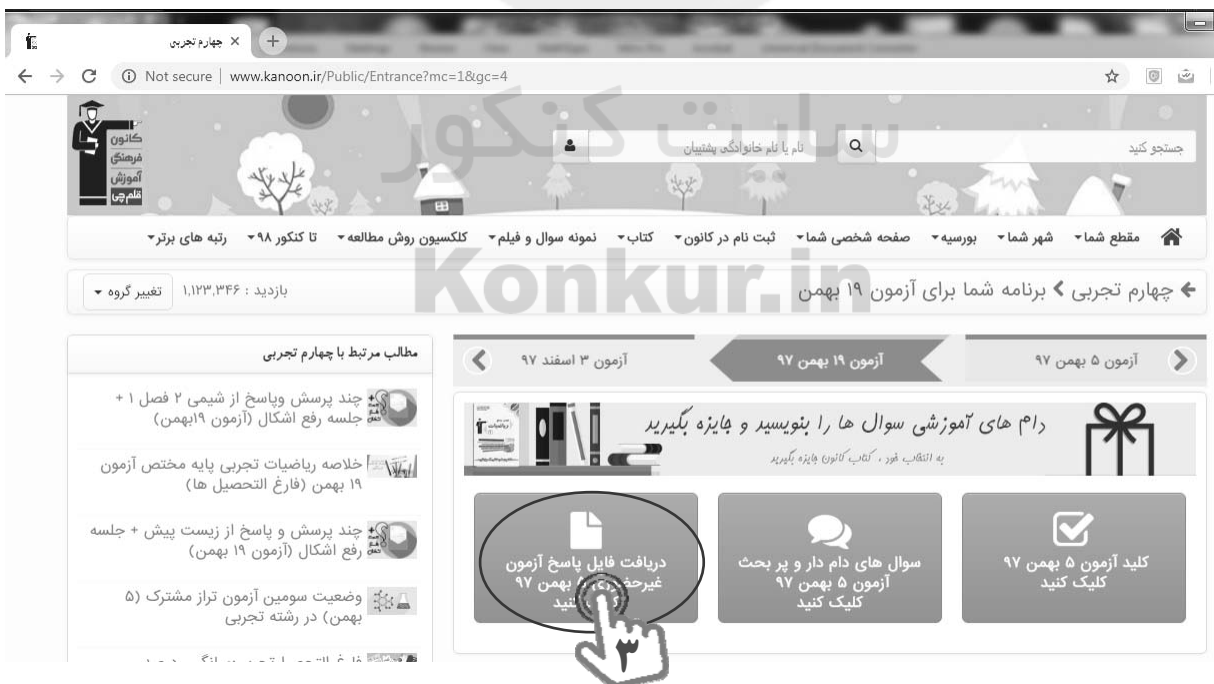 چهارم تجربی
Not secure | www.kanoon.ir/Public/Entrance?mc=1&gc=4
سایت کنکور
کانون
فرهنگی
آموزش
قلم‌چی
نام یا نام خانوادگی پشتیبان
جستجو کنید
مقطع شما
شهر شما
بورسیه
صفحه شخصی شما
ثبت نام در کانون
کتاب
نمونه سوال و فیلم
کلکسیون روش مطالعه
تا کنکور ۹۸
رتبه های برتر
Konkur.in
چهارم تجربی
برنامه شما برای آزمون ۱۹ بهمن
بازدید : ۱,۱۲۳,۳۴۶
تغییر گروه
آزمون ۵ بهمن ۹۷
آزمون ۱۹ بهمن ۹۷
آزمون ۳ اسفند ۹۷
دام های آموزشی سوال ها را بنویسید و جایزه بگیرید
به انتخاب خود ، کتاب کانون جایزه بگیرید
کلید آزمون ۵ بهمن ۹۷
کلیک کنید
سوال های دام دار و پر بحث
آزمون ۵ بهمن ۹۷
کلیک کنید
دریافت فایل پاسخ آزمون
غیرحضوری ۵ بهمن ۹۷
کنید
۳
مطالب مرتبط با چهارم تجربی
چند پرسش وپاسخ از شیمی ۲ فصل ۱ +
جلسه رفع اشکال (آزمون ۱۹بهمن)
خلاصه ریاضیات تجربی پایه مختص آزمون
۱۹ بهمن (فارغ التحصیل ها)
چند پرسش و پاسخ از زیست پیش + جلسه
رفع اشکال (آزمون ۱۹ بهمن)
وضعیت سومین آزمون تراز مشترک (۵
بهمن) در رشته تجربی